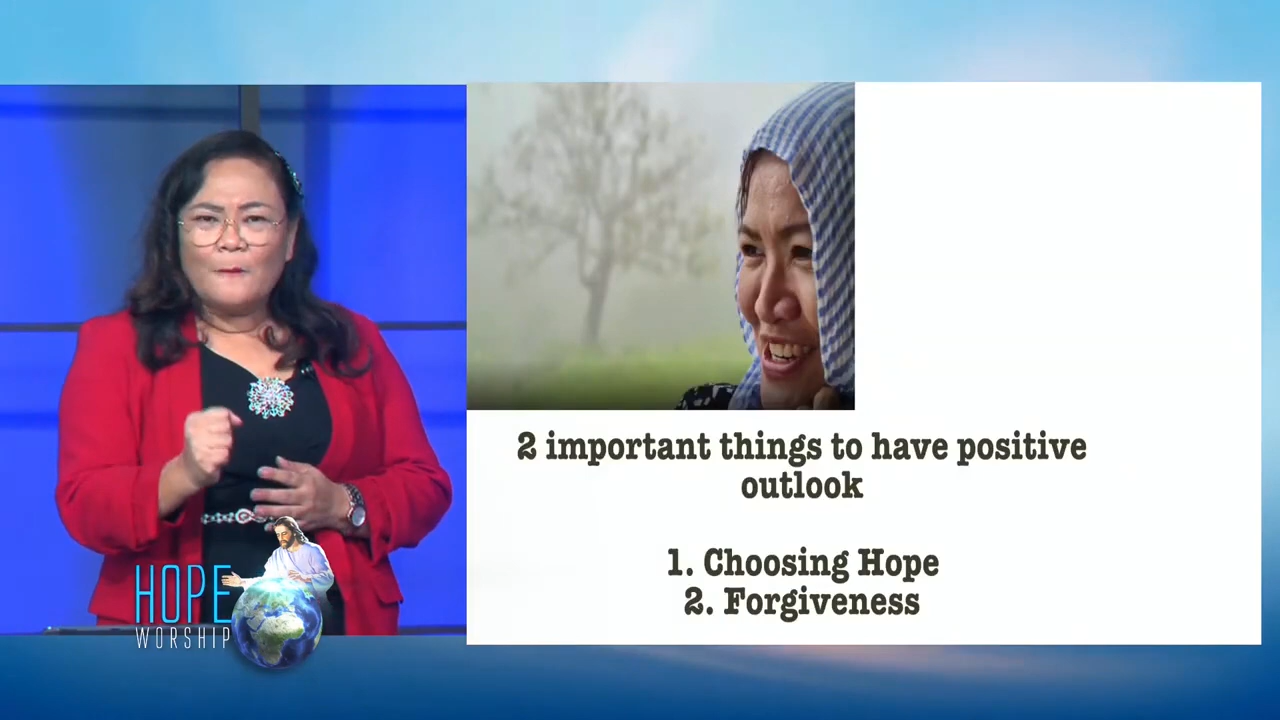 2 important things to have positive
outlook
1. Choosing Hope
2. Forgiveness
HOPE
WORSHIP